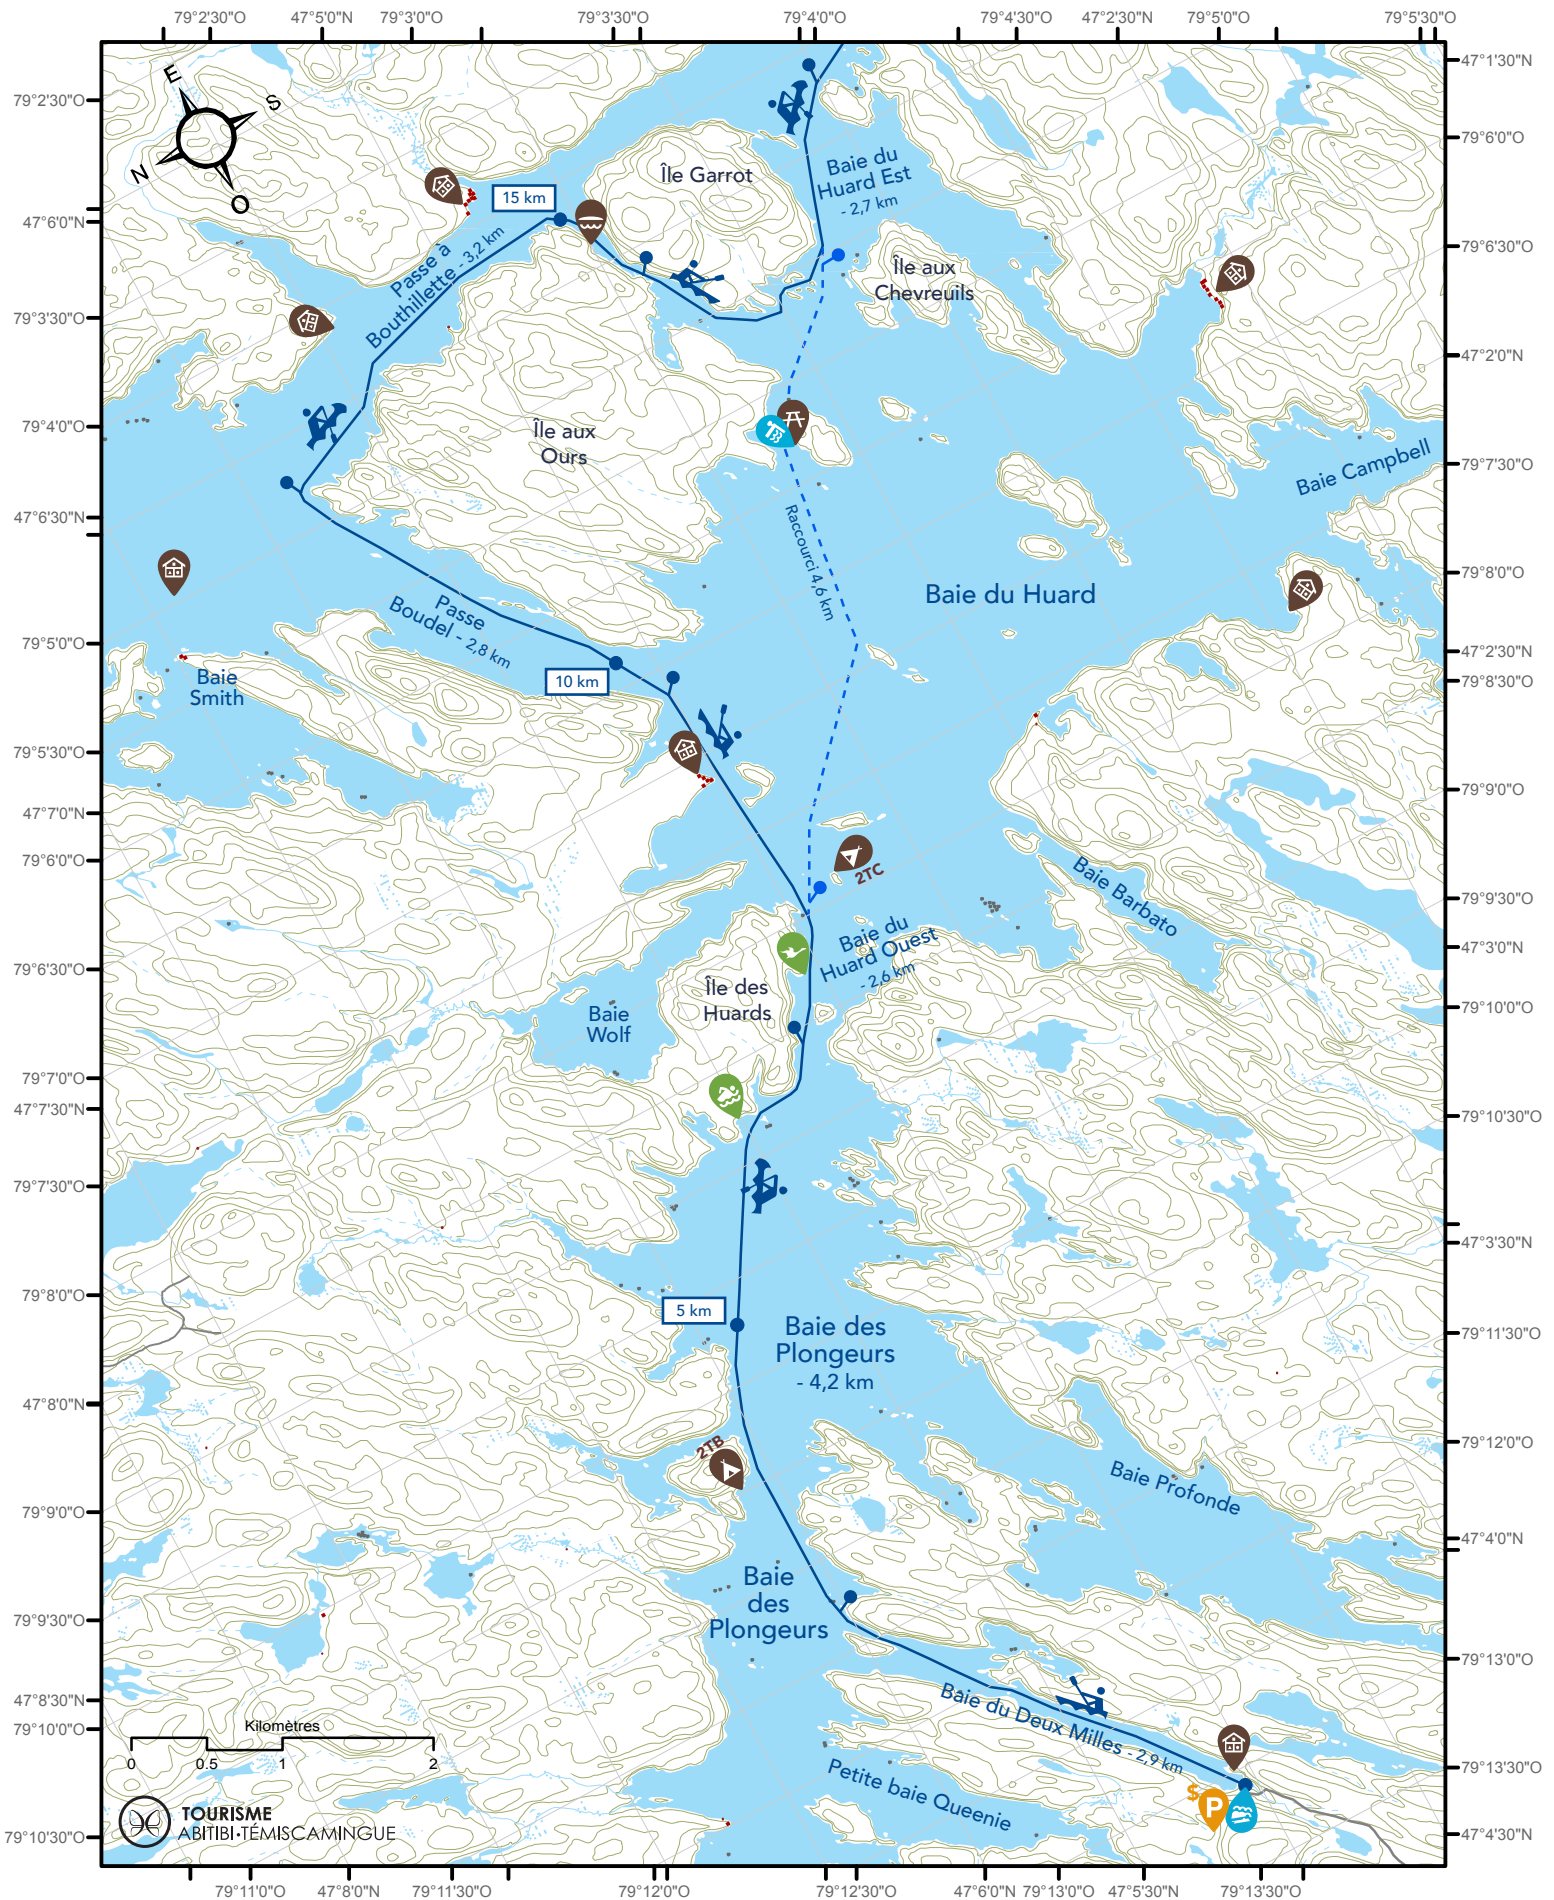 79°2'30"O
47°5'0"N
79°3'0"O
79°3'30"O
79°4'0"O
79°4'30"O
47°2'30"N
79°5'0"O
79°5'30"O
79°2'30"O
47°6'0"N
79°3'30"O
79°4'0"O
47°6'30"N
79°5'0"O
79°5'30"O
47°7'0"N
79°6'0"O
79°6'30"O
79°7'0"O
47°7'30"N
79°7'30"O
79°8'0"O
47°8'0"N
79°9'0"O
79°9'30"O
47°8'30"N
79°10'0"O
79°10'30"O
47°1'30"N
79°6'0"O
79°6'30"O
47°2'0"N
79°7'30"O
79°8'0"O
47°2'30"N
79°8'30"O
79°9'0"O
79°9'30"O
47°3'30"N
79°10'0"O
79°10'30"O
47°3'30"N
79°11'30"O
79°12'0"O
47°4'0"N
79°13'0"O
79°13'30"O
47°4'30"N
E
S
N
O
Île Garrot
Baie du
Huard Est
- 2,7 km
15 km
Passe à
Bouthillette - 3,2 km
Île aux
Chevreuils
Île aux
Ours
Baie Campbell
Raccourci 4,6 km
Baie du Huard
Passe
Boudel - 2,8 km
10 km
Baie
Smith
2TC
Baie Barbato
Baie du
Huard Ouest
- 2,6 km
Île des
Huards
Baie
Wolf
5 km
Baie des
Plongeurs
- 4,2 km
2TB
Baie Profonde
Baie
des
Plongeurs
Baie du Deux Milles - 2,9 km
Petite baie Queenie
$
P
Kilomètres
0
0.5
1
2
TOURISME
ABITIBI·TÉMISCAMINGUE
79°11'0"O
47°8'0"N
79°11'30"O
79°12'0"O
79°12'30"O
47°6'0"N
79°13'0"O
47°5'30"N
79°13'30"O